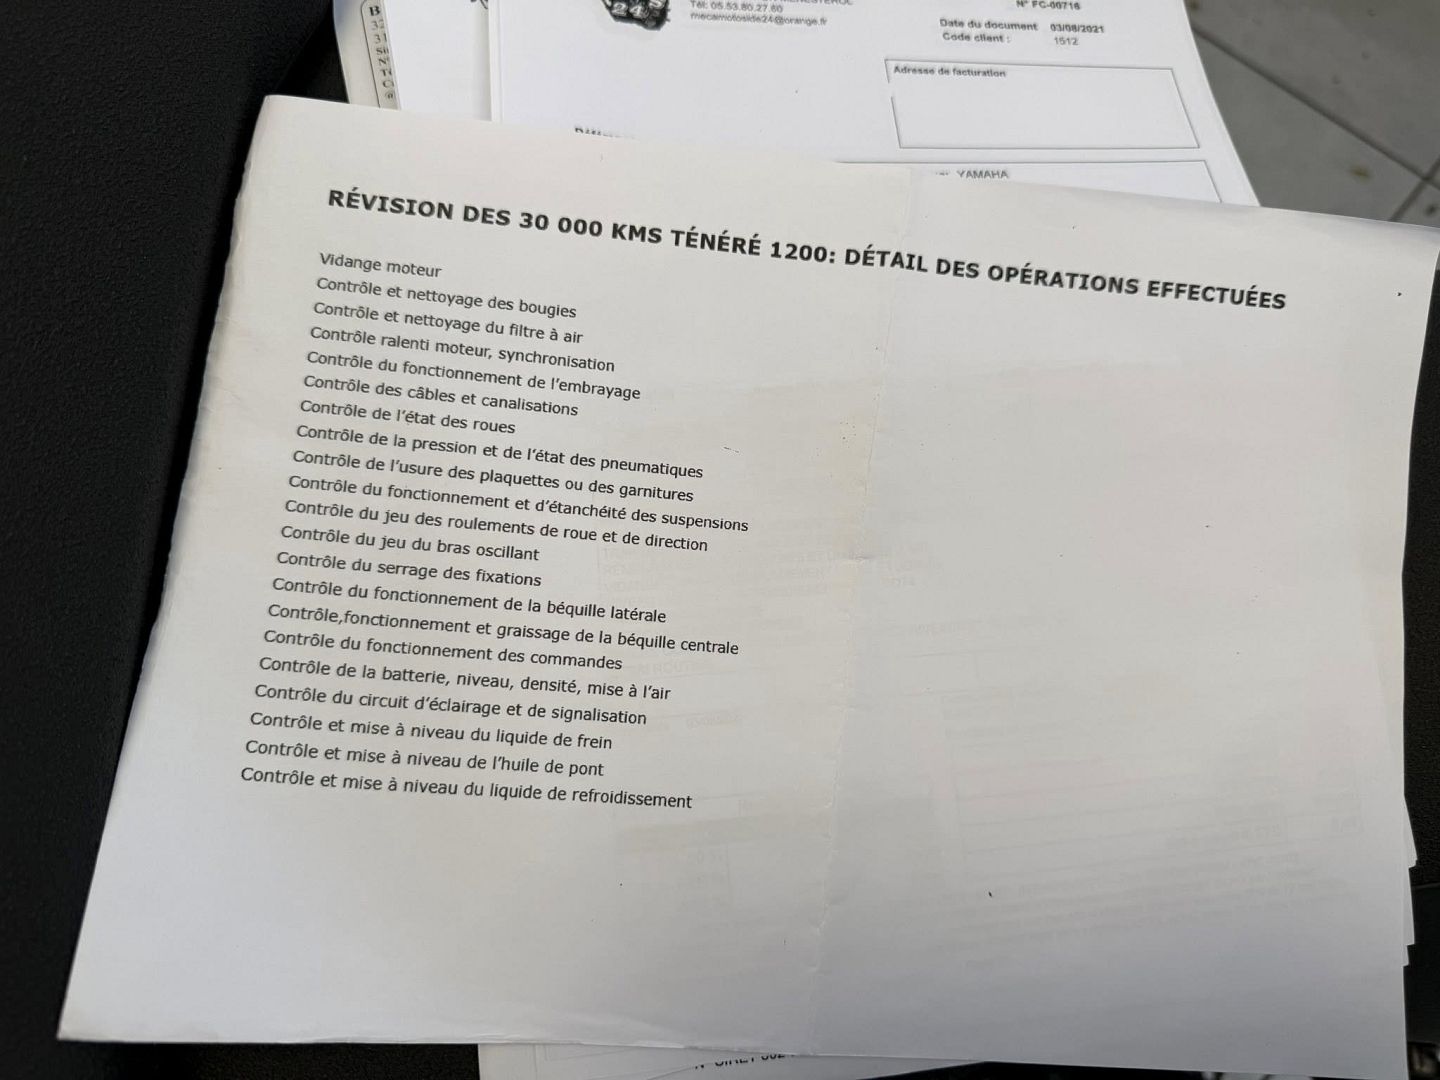 24
Tél: 05.53.80.27.60
mecamotoside24@orange.fr
N° FC-00716
Date du document 03/08/2021
Code client : 1512
Adresse de facturation
YAMAHA
RÉVISION DES 30 000 KMS TÉNÉRÉ 1200: DÉTAIL DES OPÉRATIONS EFFECTUÉES
Vidange moteur
Contrôle et nettoyage des bougies
Contrôle et nettoyage du filtre à air
Contrôle ralenti moteur, synchronisation
Contrôle du fonctionnement de l'embrayage
Contrôle des câbles et canalisations
Contrôle de l'état des roues
Contrôle de la pression et de l'état des pneumatiques
Contrôle de l'usure des plaquettes ou des garnitures
Contrôle du fonctionnement et d'étanchéité des suspensions
Contrôle du jeu des roulements de roue et de direction
Contrôle du jeu du bras oscillant
Contrôle du serrage des fixations
Contrôle du fonctionnement de la béquille latérale
Contrôle,fonctionnement et graissage de la béquille centrale
Contrôle du fonctionnement des commandes
Contrôle de la batterie, niveau, densité, mise à l'air
Contrôle du circuit d'éclairage et de signalisation
Contrôle et mise à niveau du liquide de frein
Contrôle et mise à niveau de l'huile de pont
Contrôle et mise à niveau du liquide de refroidissement